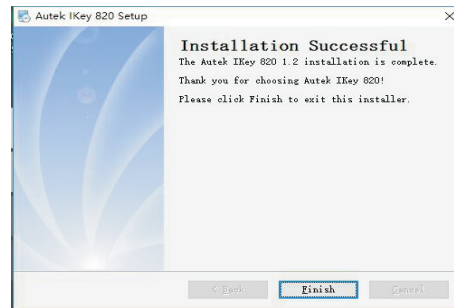 Autek IKey 820 Setup
Installation Successful
The Autek IKey 820 1.2 installation is complete.
Thank you for choosing Autek IKey 820!
Please click Finish to exit this installer.
< Back
Finish
Cancel